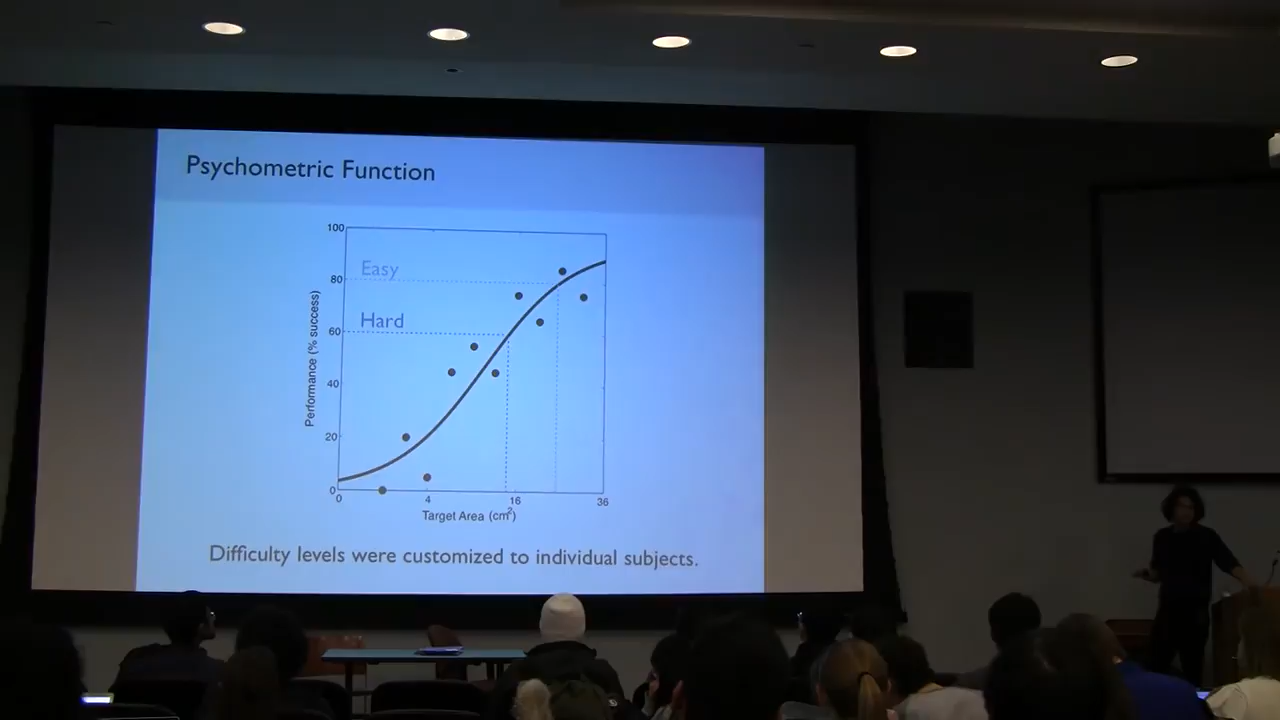 Psychometric Function
100
80
60
40
20
0
Easy
Hard
Performance (% success)
0 4 16 36
Target Area (cm²)
Difficulty levels were customized to individual subjects.